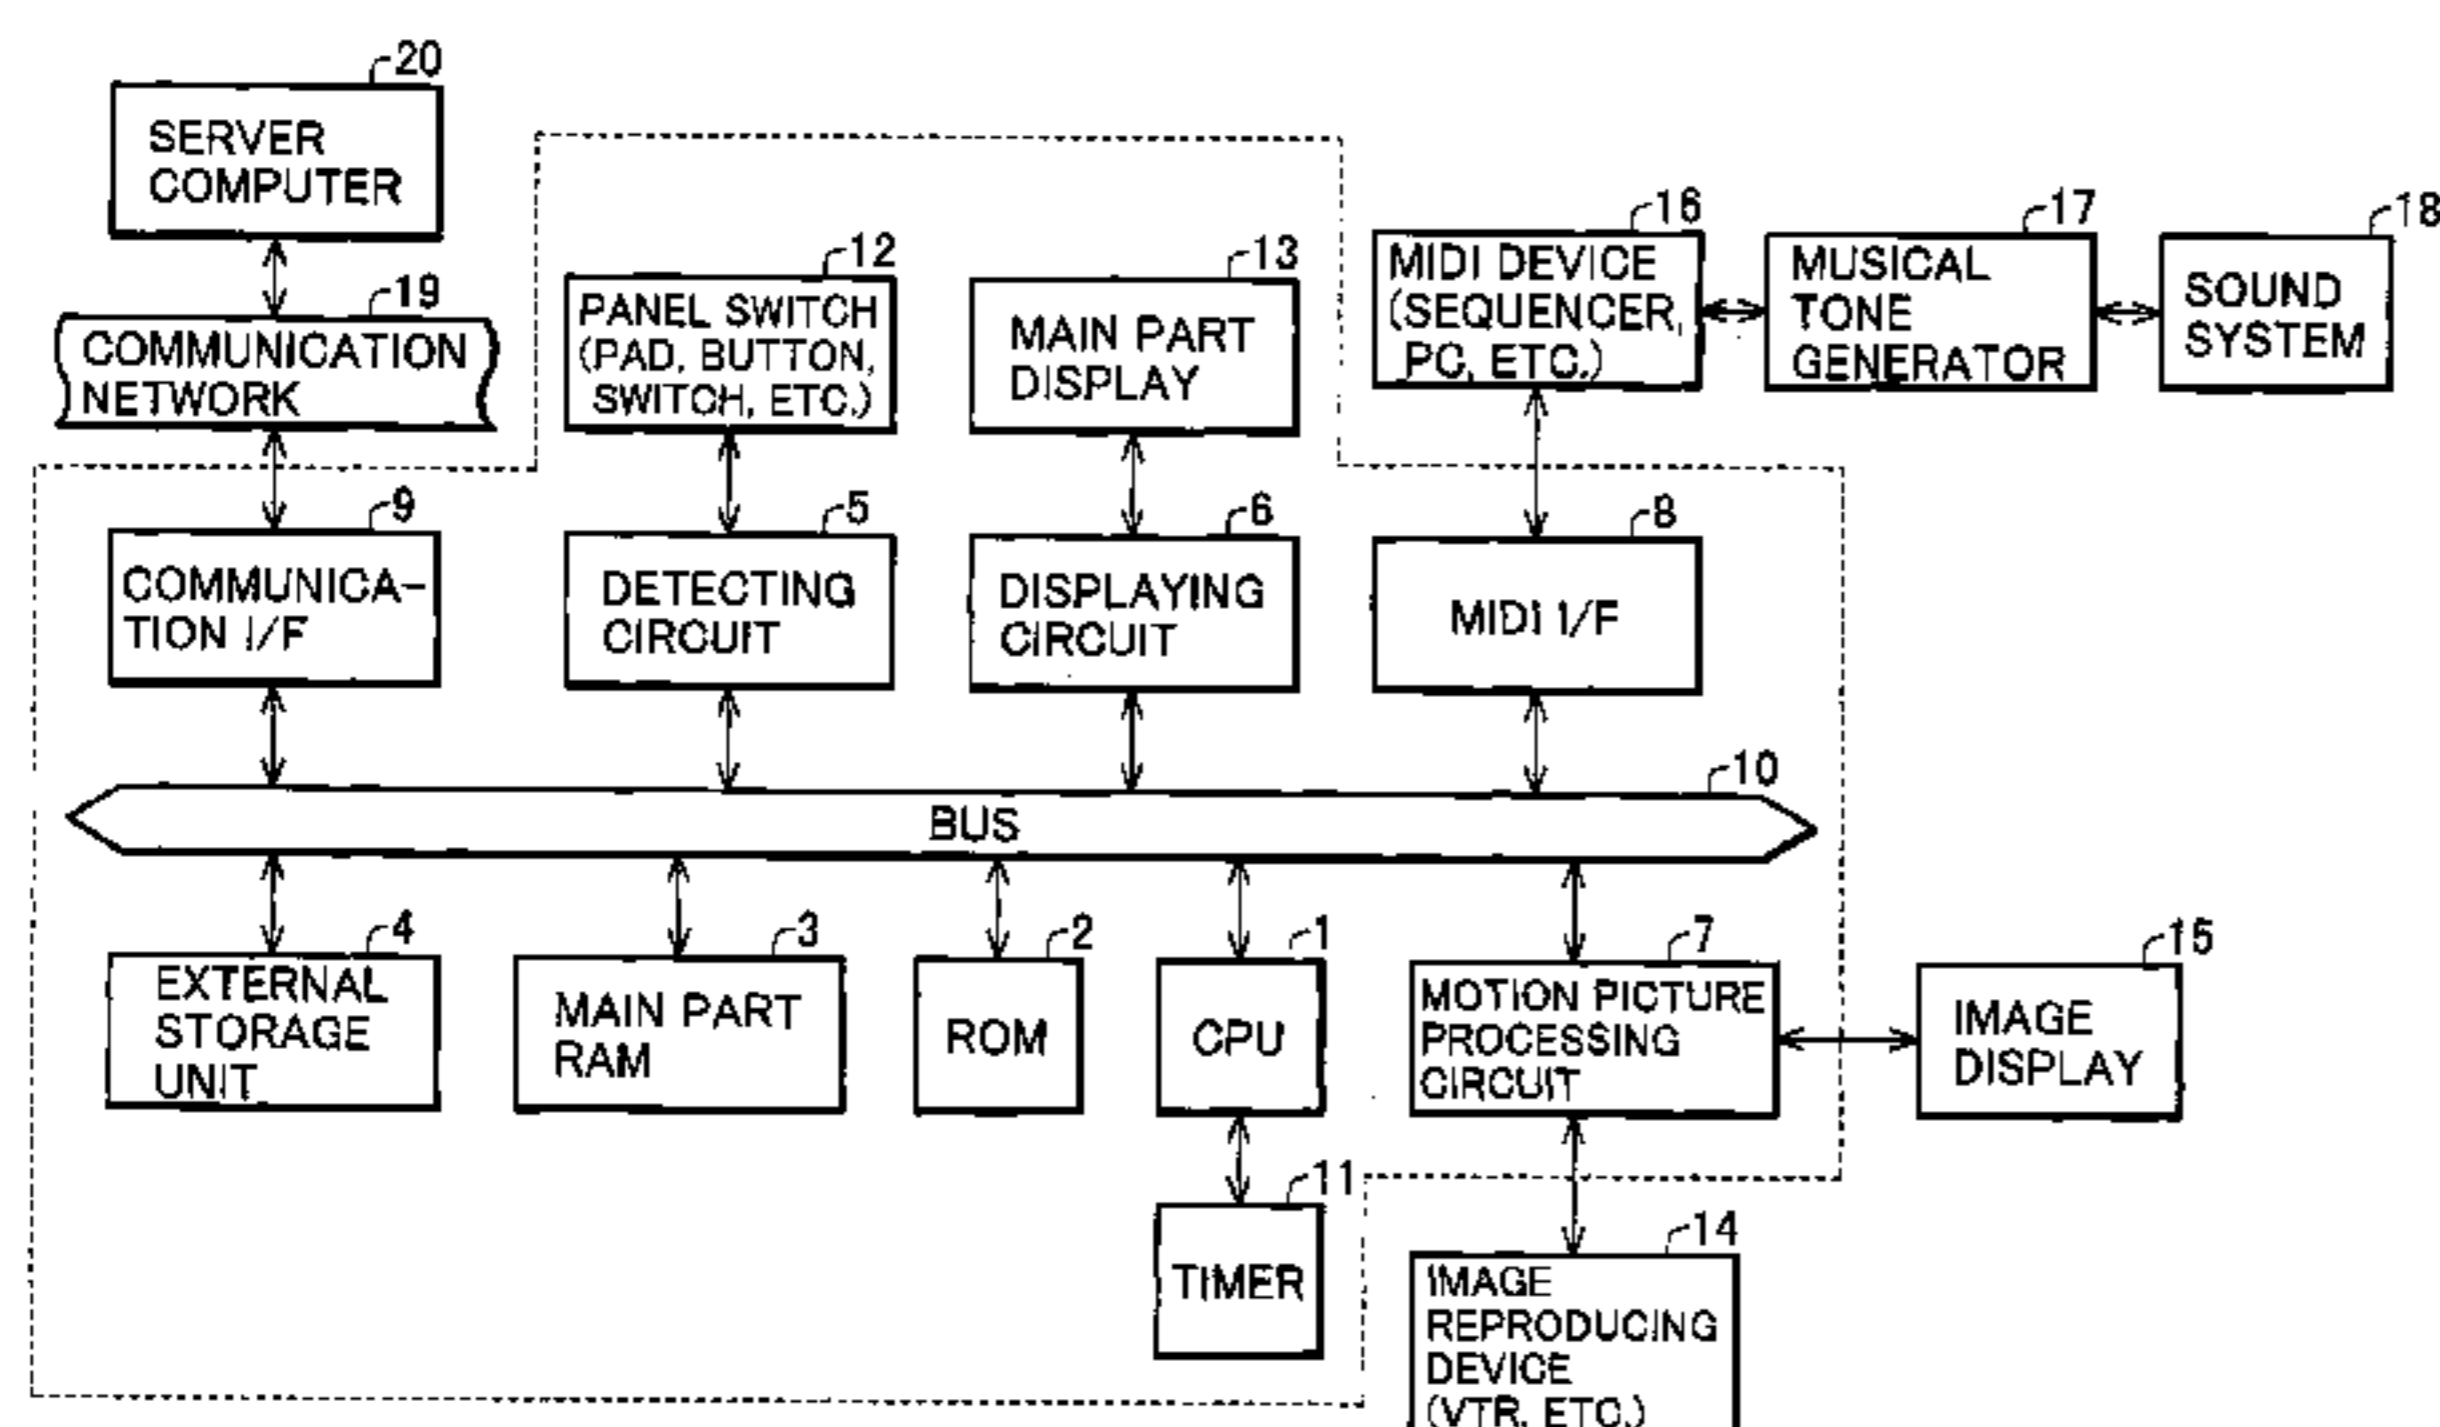 20
SERVER
COMPUTER
19
COMMUNICATION
NETWORK
12
PANEL SWITCH
(PAD, BUTTON,
SWITCH, ETC.)
13
MAIN PART
DISPLAY
16
MIDI DEVICE
(SEQUENCER,
PC, ETC.)
17
MUSICAL
TONE
GENERATOR
18
SOUND
SYSTEM
9
COMMUNICA-
TION I/F
5
DETECTING
CIRCUIT
6
DISPLAYING
CIRCUIT
8
MIDI I/F
10
BUS
4
EXTERNAL
STORAGE
UNIT
3
MAIN PART
RAM
2
ROM
1
CPU
7
MOTION PICTURE
PROCESSING
CIRCUIT
15
IMAGE
DISPLAY
11
TIMER
14
IMAGE
REPRODUCING
DEVICE
(VTR, ETC.)